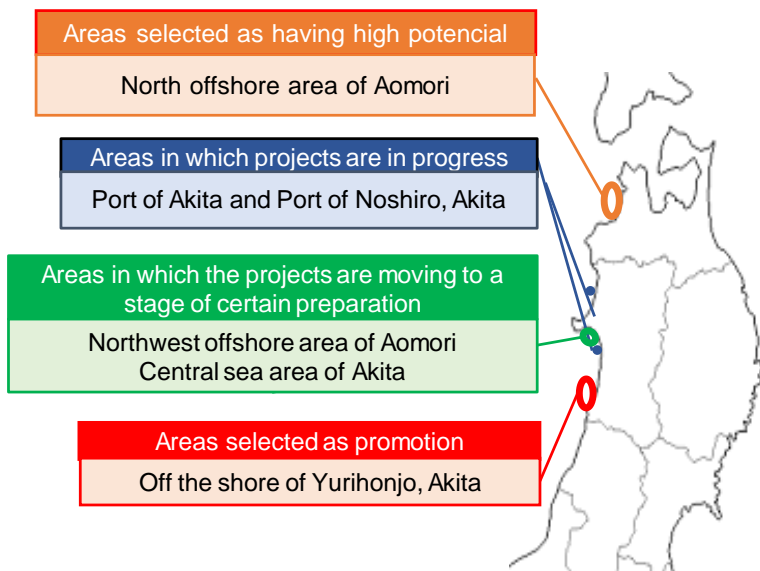 Areas selected as having high potencial
North offshore area of Aomori
Areas in which projects are in progress
Port of Akita and Port of Noshiro, Akita
Areas in which the projects are moving to a
stage of certain preparation
Northwest offshore area of Aomori
Central sea area of Akita
Areas selected as promotion
Off the shore of Yurihonjo, Akita